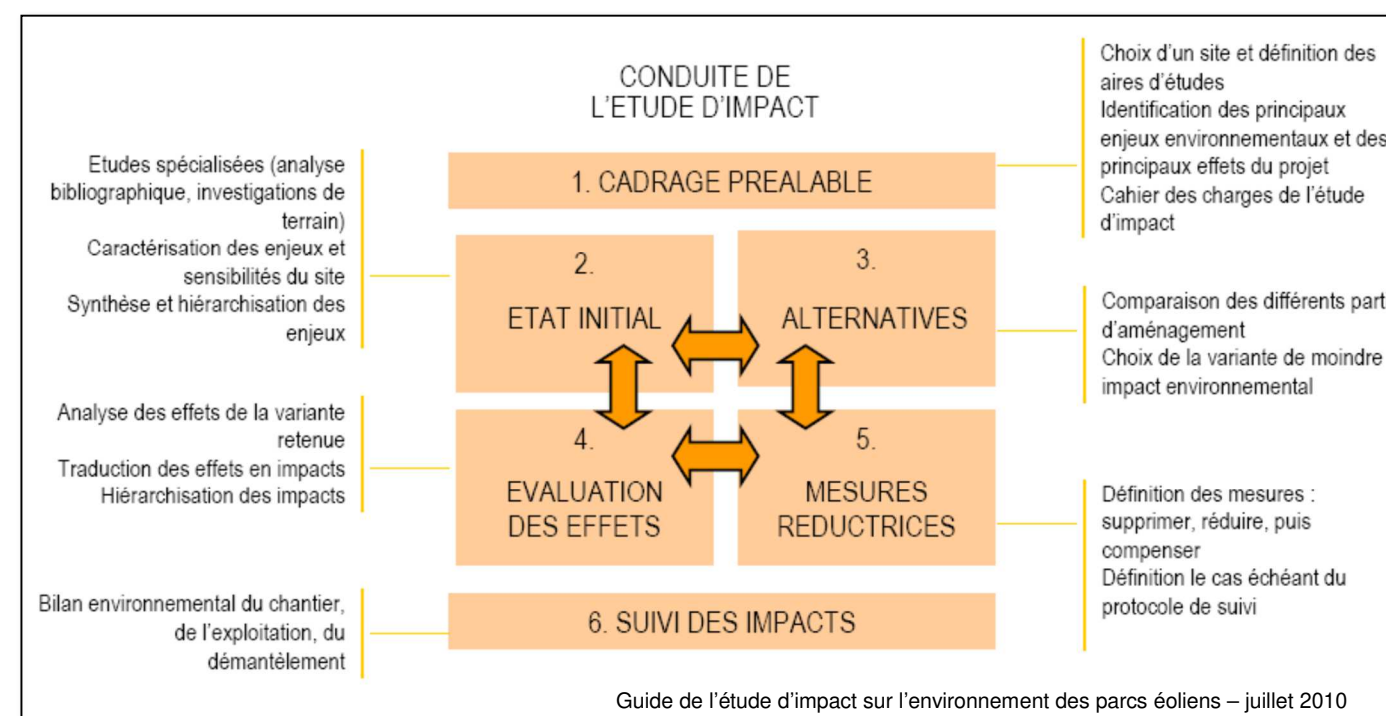 CONDUITE DE
L'ETUDE D'IMPACT
1. CADRAGE PREALABLE
Choix d'un site et définition des
aires d'études
Identification des principaux
enjeux environnementaux et des
principaux effets du projet
Cahier des charges de l'étude
d'impact
Etudes spécialisées (analyse
bibliographique, investigations de
terrain)
Caractérisation des enjeux et
sensibilités du site
Synthèse et hiérarchisation des
enjeux
2.
ETAT INITIAL
3.
ALTERNATIVES
Comparaison des différents part
d'aménagement
Choix de la variante de moindre
impact environnemental
Analyse des effets de la variante
retenue
Traduction des effets en impacts
Hiérarchisation des impacts
4.
EVALUATION
DES EFFETS
5.
MESURES
REDUCTRICES
Définition des mesures :
supprimer, réduire, puis
compenser
Définition le cas échéant du
protocole de suivi
Bilan environnemental du chantier,
de l'exploitation, du
démantèlement
6. SUIVI DES IMPACTS
Guide de l'étude d'impact sur l'environnement des parcs éoliens – juillet 2010